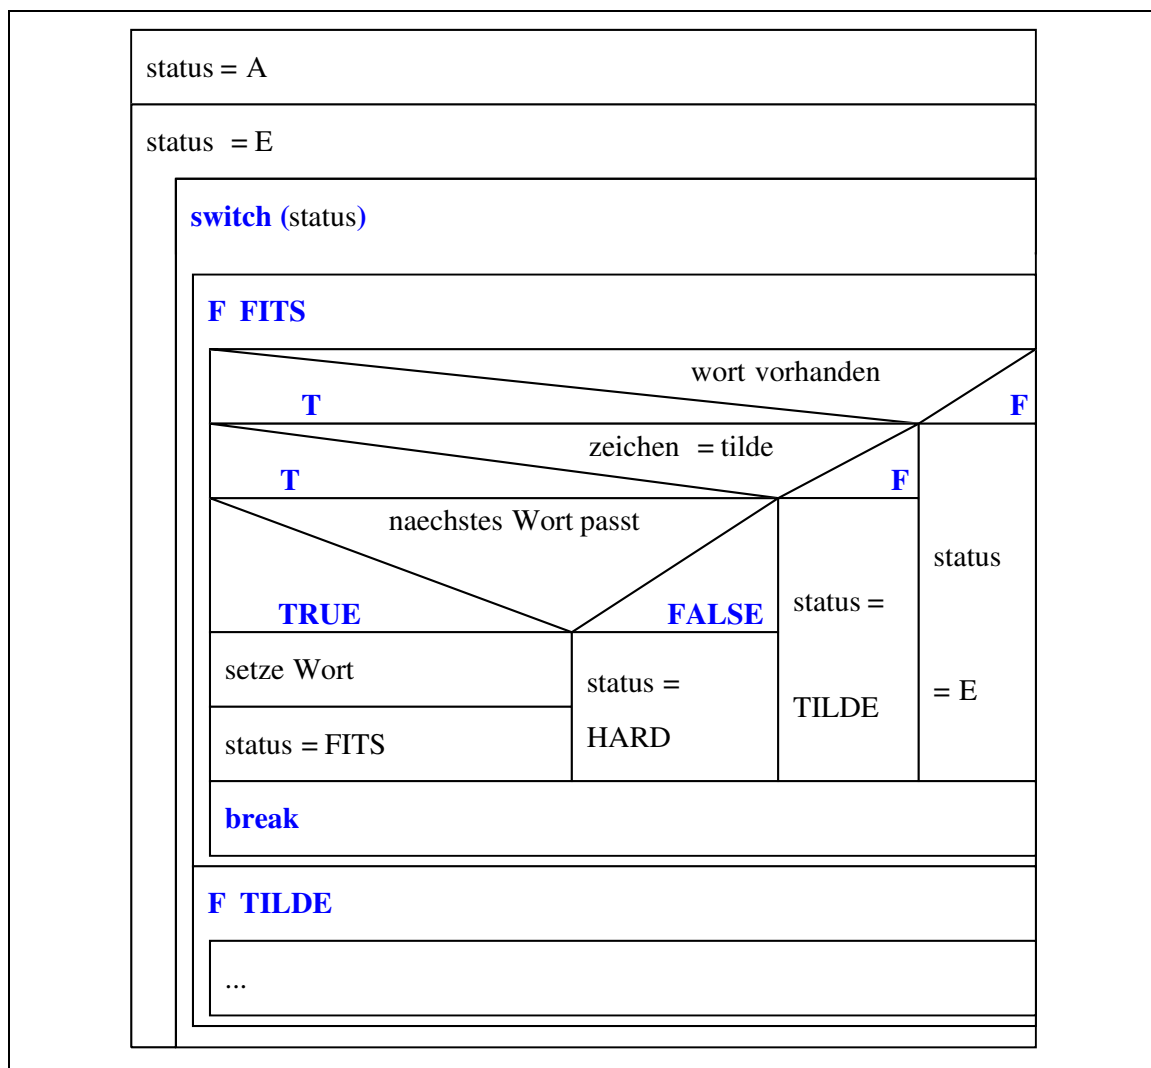 status = A
status = E
switch (status)
F FITS
wort vorhanden
T F
zeichen = tilde
T F
naechstes Wort passt
TRUE FALSE
setze Wort
status = FITS
status =
HARD
status =
TILDE
status
= E
break
F TILDE
...